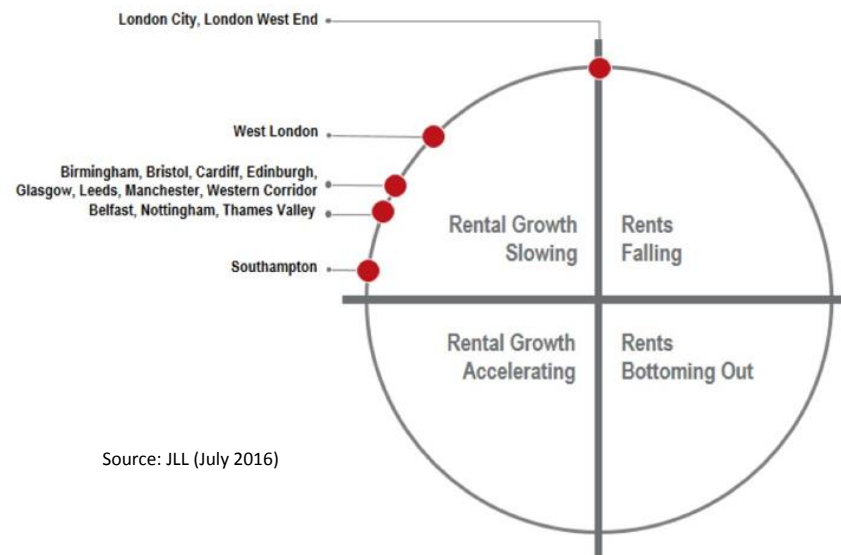 London City, London West End
West London
Birmingham, Bristol, Cardiff, Edinburgh,
Glasgow, Leeds, Manchester, Western Corridor
Belfast, Nottingham, Thames Valley
Southampton
Rental Growth
Slowing
Rents
Falling
Rental Growth
Accelerating
Rents
Bottoming Out
Source: JLL (July 2016)